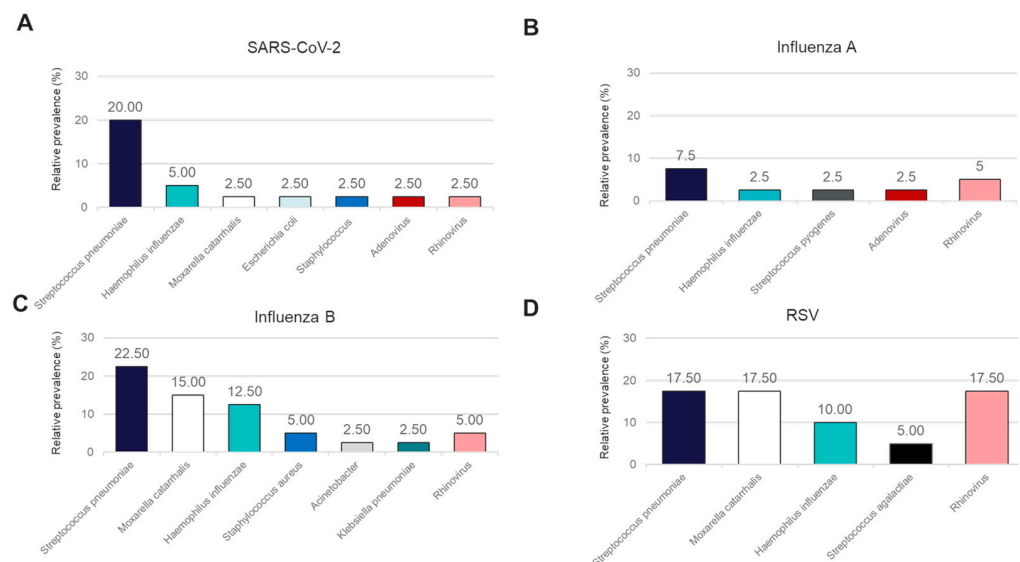 A
SARS-CoV-2
Relative prevalence (%)
30
20
10
0
20.00
5.00
2.50
2.50
2.50
2.50
2.50
Streptococcus pneumoniae
Haemophilus influenzae
Moxarella catarrhalis
Escherichia coli
Staphylococcus
Adenovirus
Rhinovirus
B
Influenza A
Relative prevalence (%)
30
20
10
0
7.5
2.5
2.5
2.5
5
Streptococcus pneumoniae
Haemophilus influenzae
Streptococcus pyogenes
Adenovirus
Rhinovirus
C
Influenza B
Relative prevalence (%)
30
20
10
0
22.50
15.00
12.50
5.00
2.50
2.50
5.00
Streptococcus pneumoniae
Moxarella catarrhalis
Haemophilus influenzae
Staphylococcus aureus
Acinetobacter
Klebsiella pneumoniae
Rhinovirus
D
RSV
Relative prevalence (%)
30
20
10
0
17.50
17.50
10.00
5.00
17.50
Streptococcus pneumoniae
Moxarella catarrhalis
Haemophilus influenzae
Streptococcus agalactiae
Rhinovirus